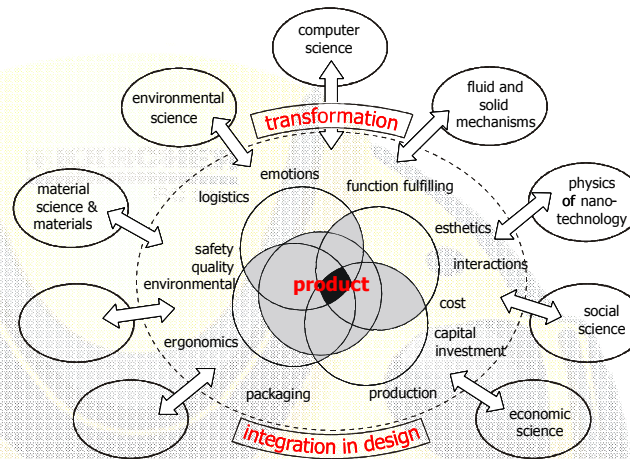 computer
science
environmental
science
fluid and
solid
mechanisms
transformation
emotions
function fulfilling
logistics
material
science &
materials
physics
of nano-
technology
esthetics
safety
quality
environmental
interactions
product
cost
social
science
capital
investment
ergonomics
packaging
production
economic
science
integration in design